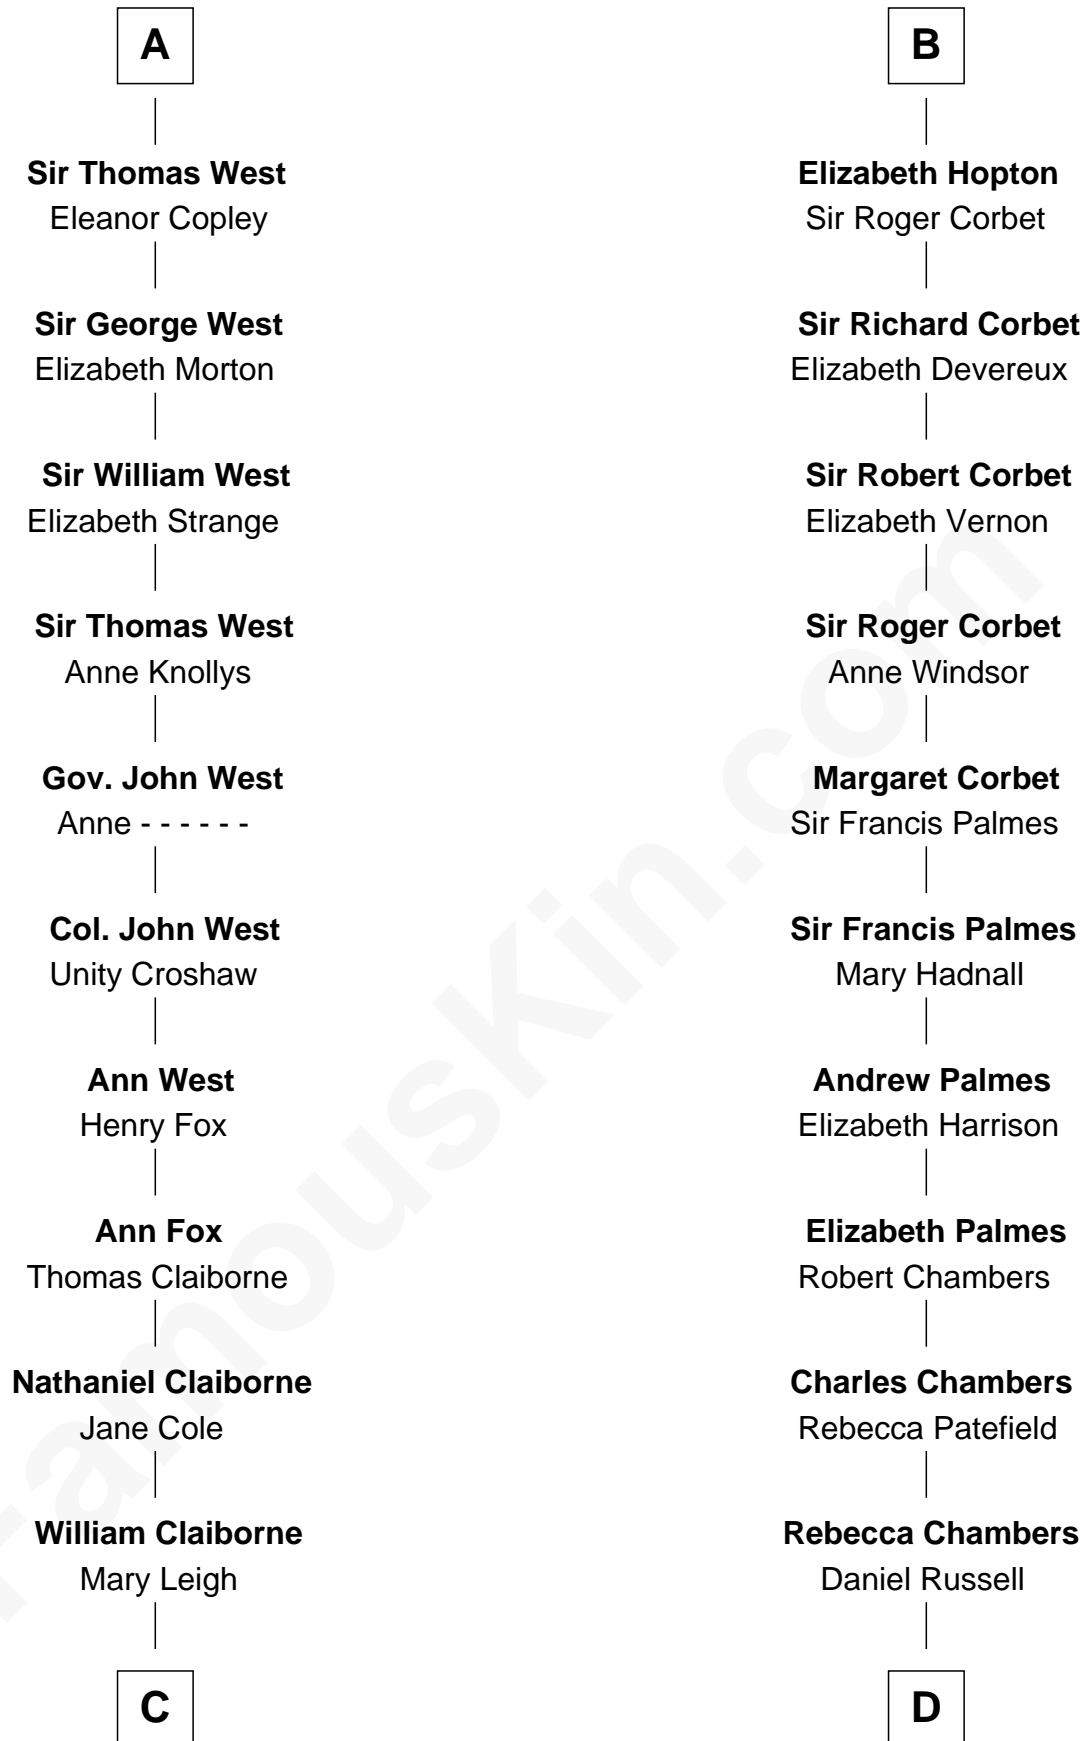 A
Sir Thomas West
Eleanor Copley
Sir George West
Elizabeth Morton
Sir William West
Elizabeth Strange
Sir Thomas West
Anne Knollys
Gov. John West
Anne - - - - - -
Col. John West
Unity Croshaw
Ann West
Henry Fox
Ann Fox
Thomas Claiborne
Nathaniel Claiborne
Jane Cole
William Claiborne
Mary Leigh
C
B
Elizabeth Hopton
Sir Roger Corbet
Sir Richard Corbet
Elizabeth Devereux
Sir Robert Corbet
Elizabeth Vernon
Sir Roger Corbet
Anne Windsor
Margaret Corbet
Sir Francis Palmes
Sir Francis Palmes
Mary Hadnall
Andrew Palmes
Elizabeth Harrison
Elizabeth Palmes
Robert Chambers
Charles Chambers
Rebecca Patefield
Rebecca Chambers
Daniel Russell
D
FamousKin.com